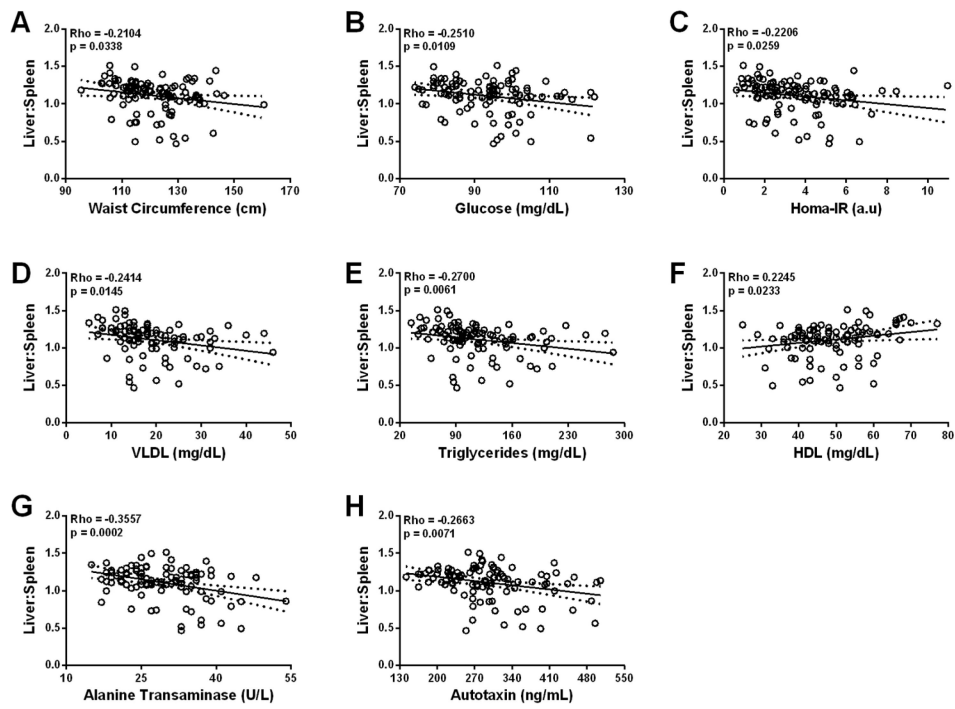 A
Rho = -0.2104
p = 0.0338
Liver:Spleen
2.0
1.5
1.0
0.5
0.0
95
110
130
150
170
Waist Circumference (cm)
B
Rho = -0.2510
p = 0.0109
Liver:Spleen
2.0
1.5
1.0
0.5
0.0
70
90
110
130
Glucose (mg/dL)
C
Rho = -0.2206
p = 0.0259
Liver:Spleen
2.0
1.5
1.0
0.5
0.0
0
2
4
6
8
10
Homa-IR (a.u)
D
Rho = -0.2414
p = 0.0145
Liver:Spleen
2.0
1.5
1.0
0.5
0.0
0
10
20
30
40
50
VLDL (mg/dL)
E
Rho = -0.2700
p = 0.0061
Liver:Spleen
2.0
1.5
1.0
0.5
0.0
20
90
160
230
300
Triglycerides (mg/dL)
F
Rho = 0.2245
p = 0.0233
Liver:Spleen
2.0
1.5
1.0
0.5
0.0
20
30
40
50
60
70
80
HDL (mg/dL)
G
Rho = -0.3557
p = 0.0002
Liver:Spleen
2.0
1.5
1.0
0.5
0.0
10
25
40
55
Alanine Transaminase (U/L)
H
Rho = -0.2663
p = 0.0071
Liver:Spleen
2.0
1.5
1.0
0.5
0.0
130
200
270
340
410
480
550
Autotaxin (ng/mL)